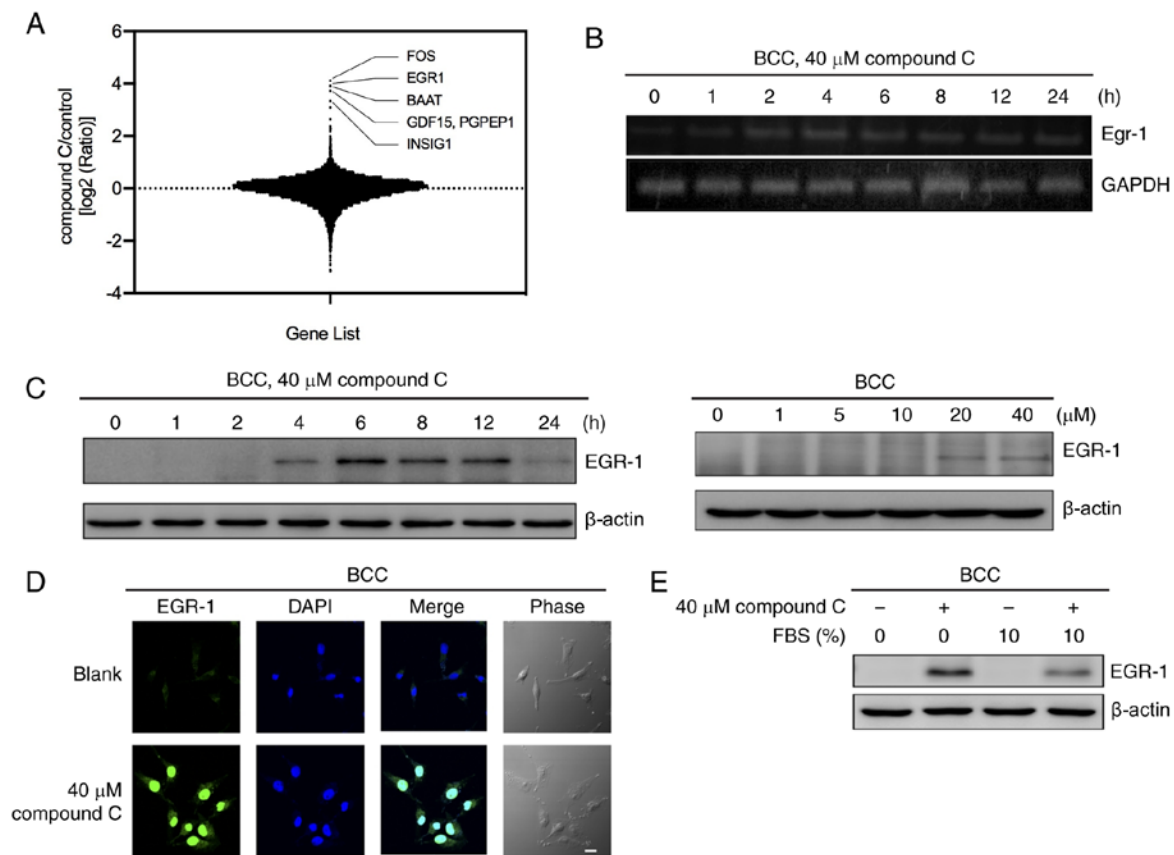 A
6
4
2
0
-2
-4
compound C/control
[log2 (Ratio)]
FOS
EGR1
BAAT
GDF15, PGPEP1
INSIG1
Gene List
B
BCC, 40 μM compound C
0 1 2 4 6 8 12 24 (h)
Egr-1
GAPDH
C
BCC, 40 μM compound C
0 1 2 4 6 8 12 24 (h)
EGR-1
β-actin
BCC
0 1 5 10 20 40 (μM)
EGR-1
β-actin
D
BCC
EGR-1 DAPI Merge Phase
Blank
40 μM
compound C
E
BCC
40 μM compound C – + – +
FBS (%) 0 0 10 10
EGR-1
β-actin